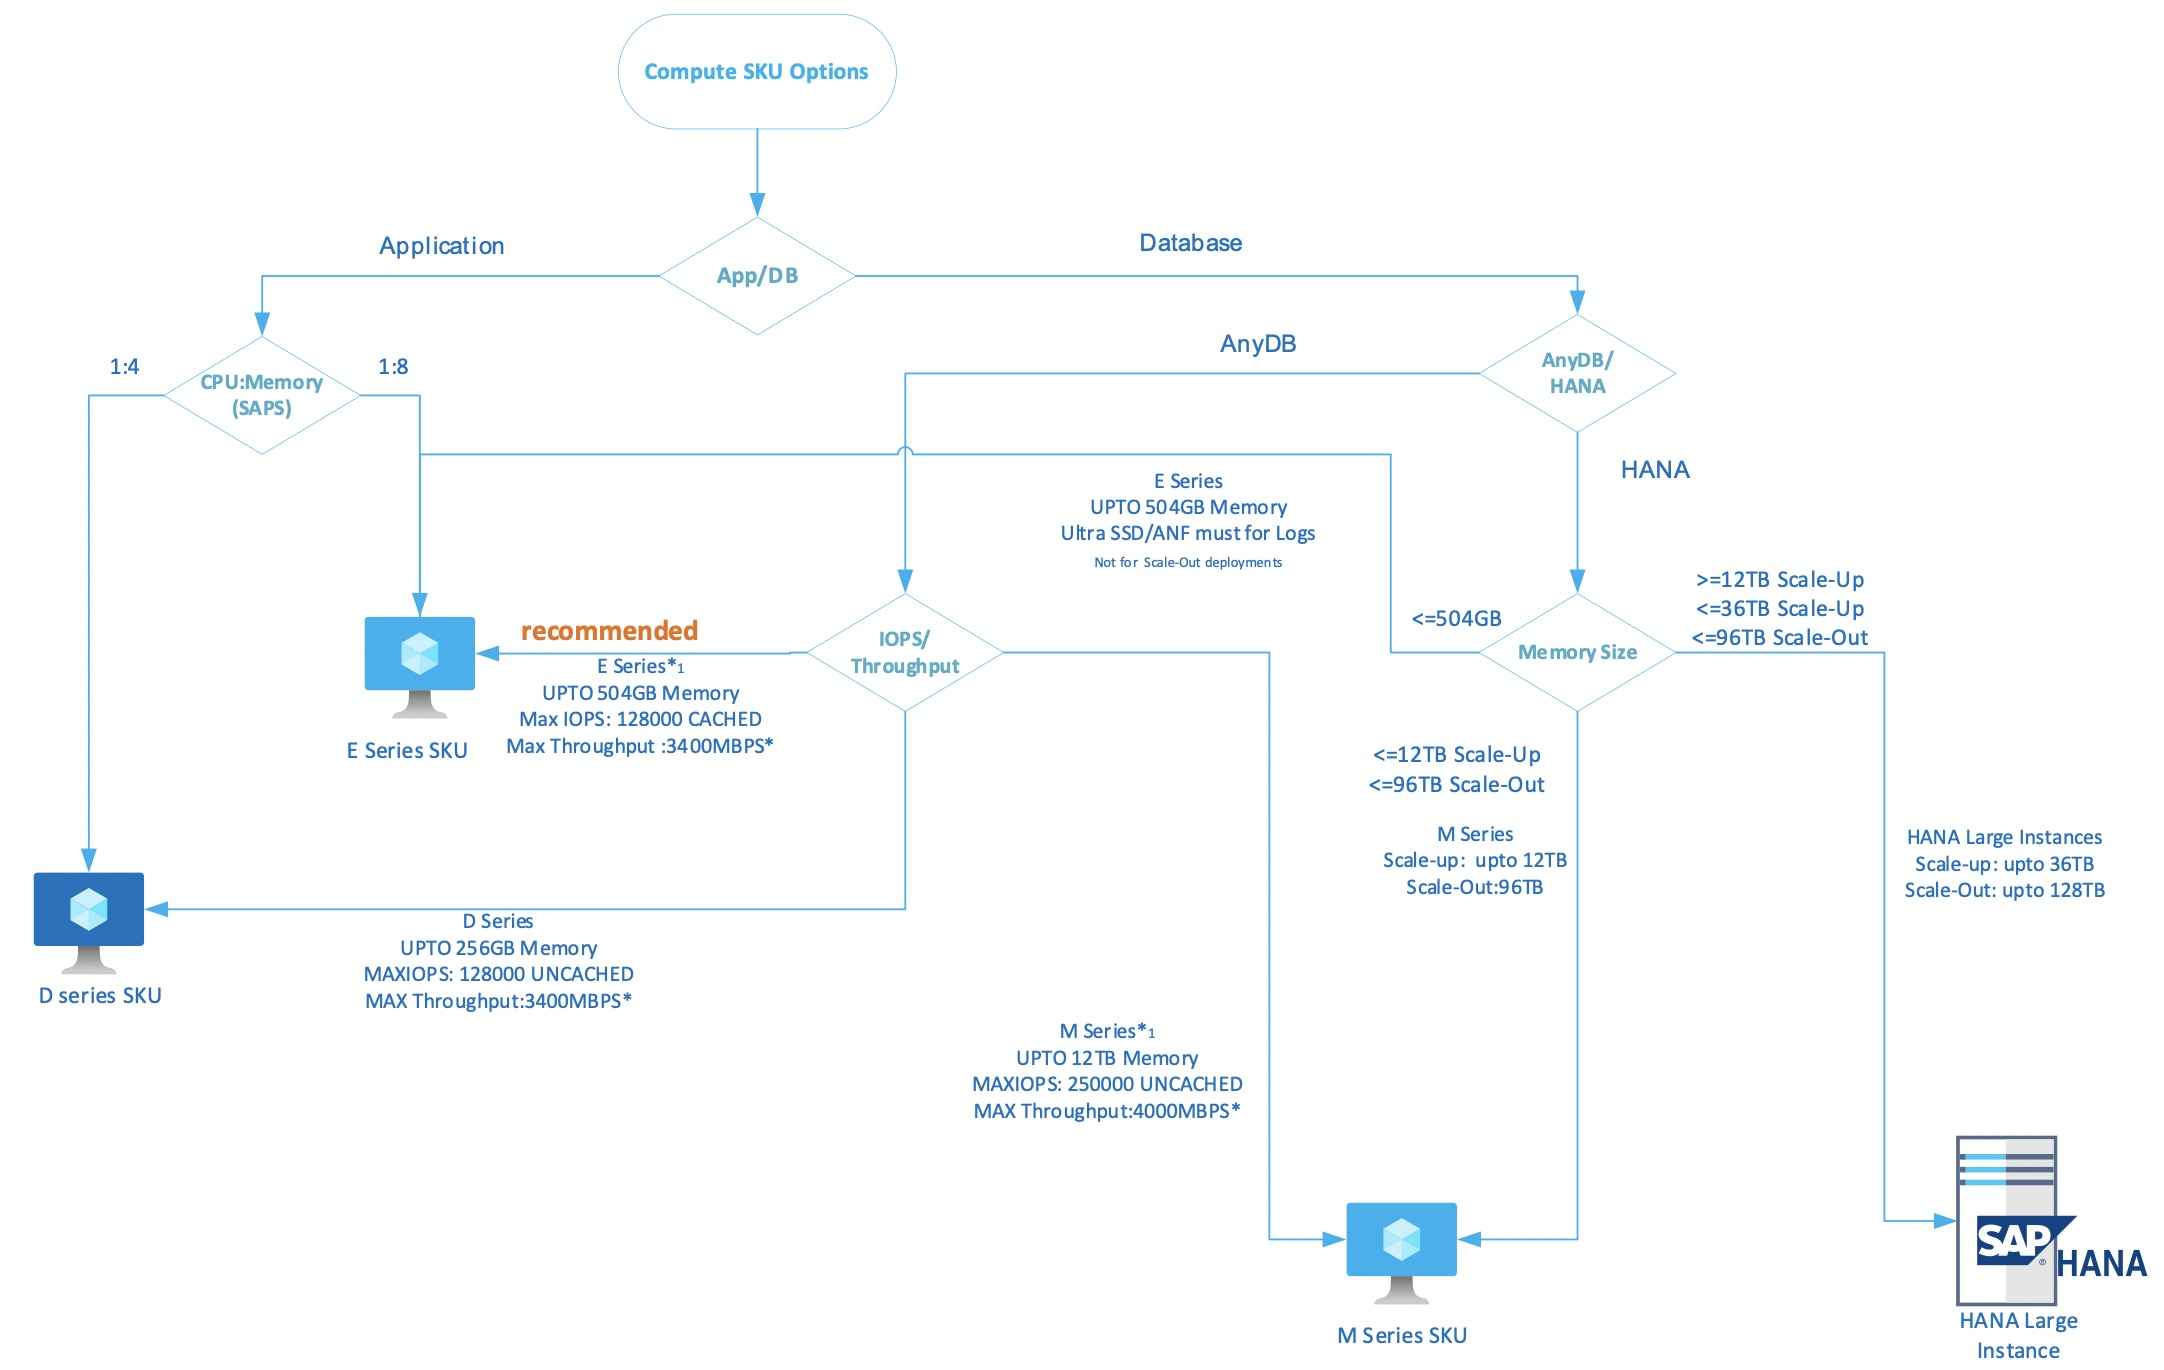 Compute SKU Options
Application
Database
App/DB
AnyDB
AnyDB/
HANA
1:4
1:8
CPU:Memory
(SAPS)
HANA
E Series
UPTO 504GB Memory
Ultra SSD/ANF must for Logs
Not for Scale-Out deployments
>=12TB Scale-Up
<=36TB Scale-Up
<=96TB Scale-Out
<=504GB
Memory Size
recommended
IOPS/
Throughput
E Series*1
UPTO 504GB Memory
Max IOPS: 128000 CACHED
Max Throughput :3400MBPS*
E Series SKU
<=12TB Scale-Up
<=96TB Scale-Out
M Series
Scale-up: upto 12TB
Scale-Out:96TB
HANA Large Instances
Scale-up: upto 36TB
Scale-Out: upto 128TB
D Series
UPTO 256GB Memory
MAXIOPS: 128000 UNCACHED
MAX Throughput:3400MBPS*
D series SKU
M Series*1
UPTO 12TB Memory
MAXIOPS: 250000 UNCACHED
MAX Throughput:4000MBPS*
SAP®
HANA
M Series SKU
HANA Large
Instance